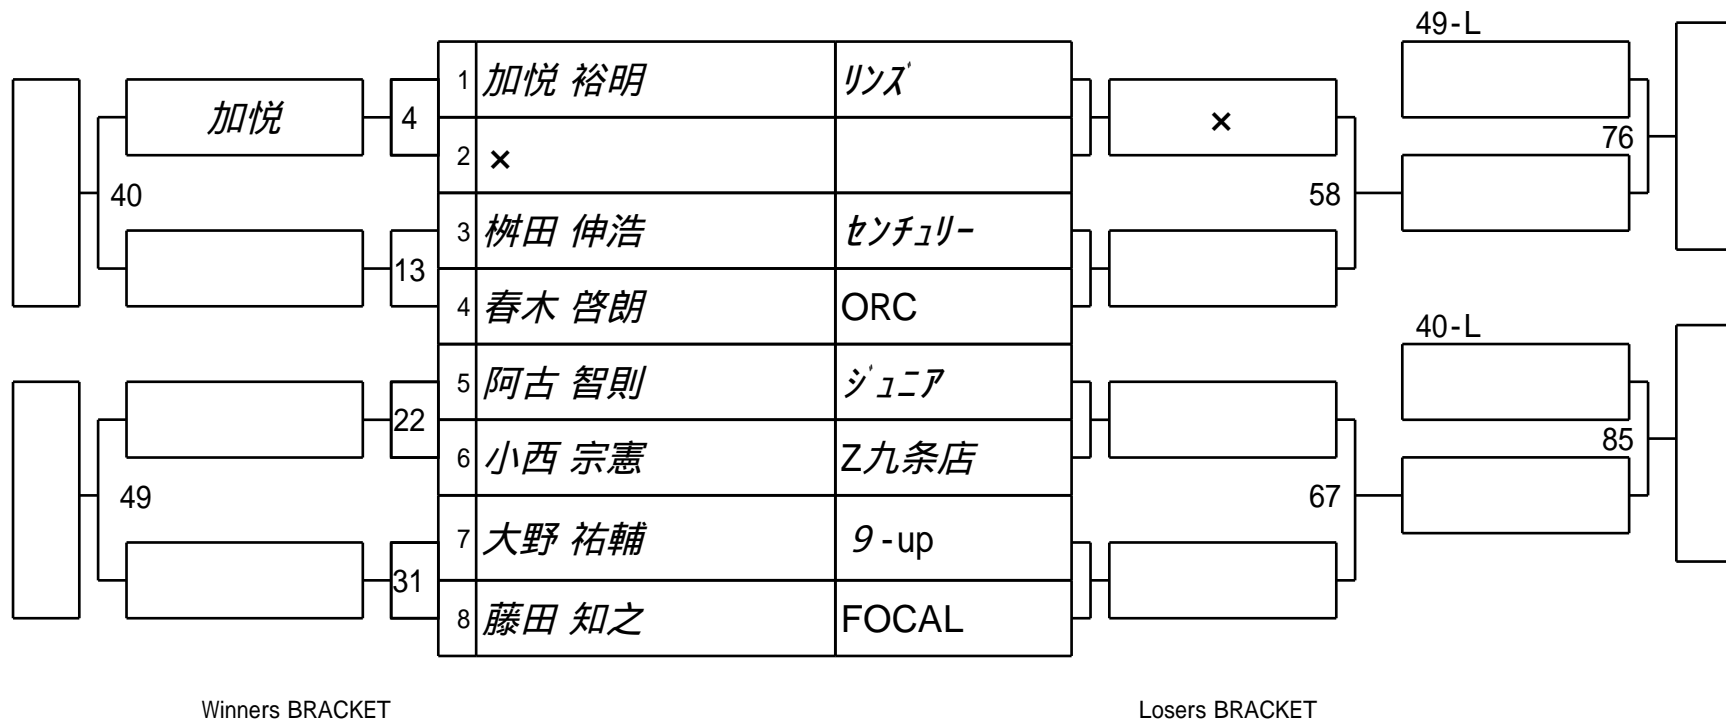 49-L
1 加悦 裕明 リンズ
加悦 4 ×
2 × 76
40 58
3 桝田 伸浩 センチュリー
13
4 春木 啓朗 ORC
40-L
5 阿古 智則 ジュニア
22 85
6 小西 宗憲 Z九条店
49 67
7 大野 祐輔 9-up
31
8 藤田 知之 FOCAL
Winners BRACKET Losers BRACKET